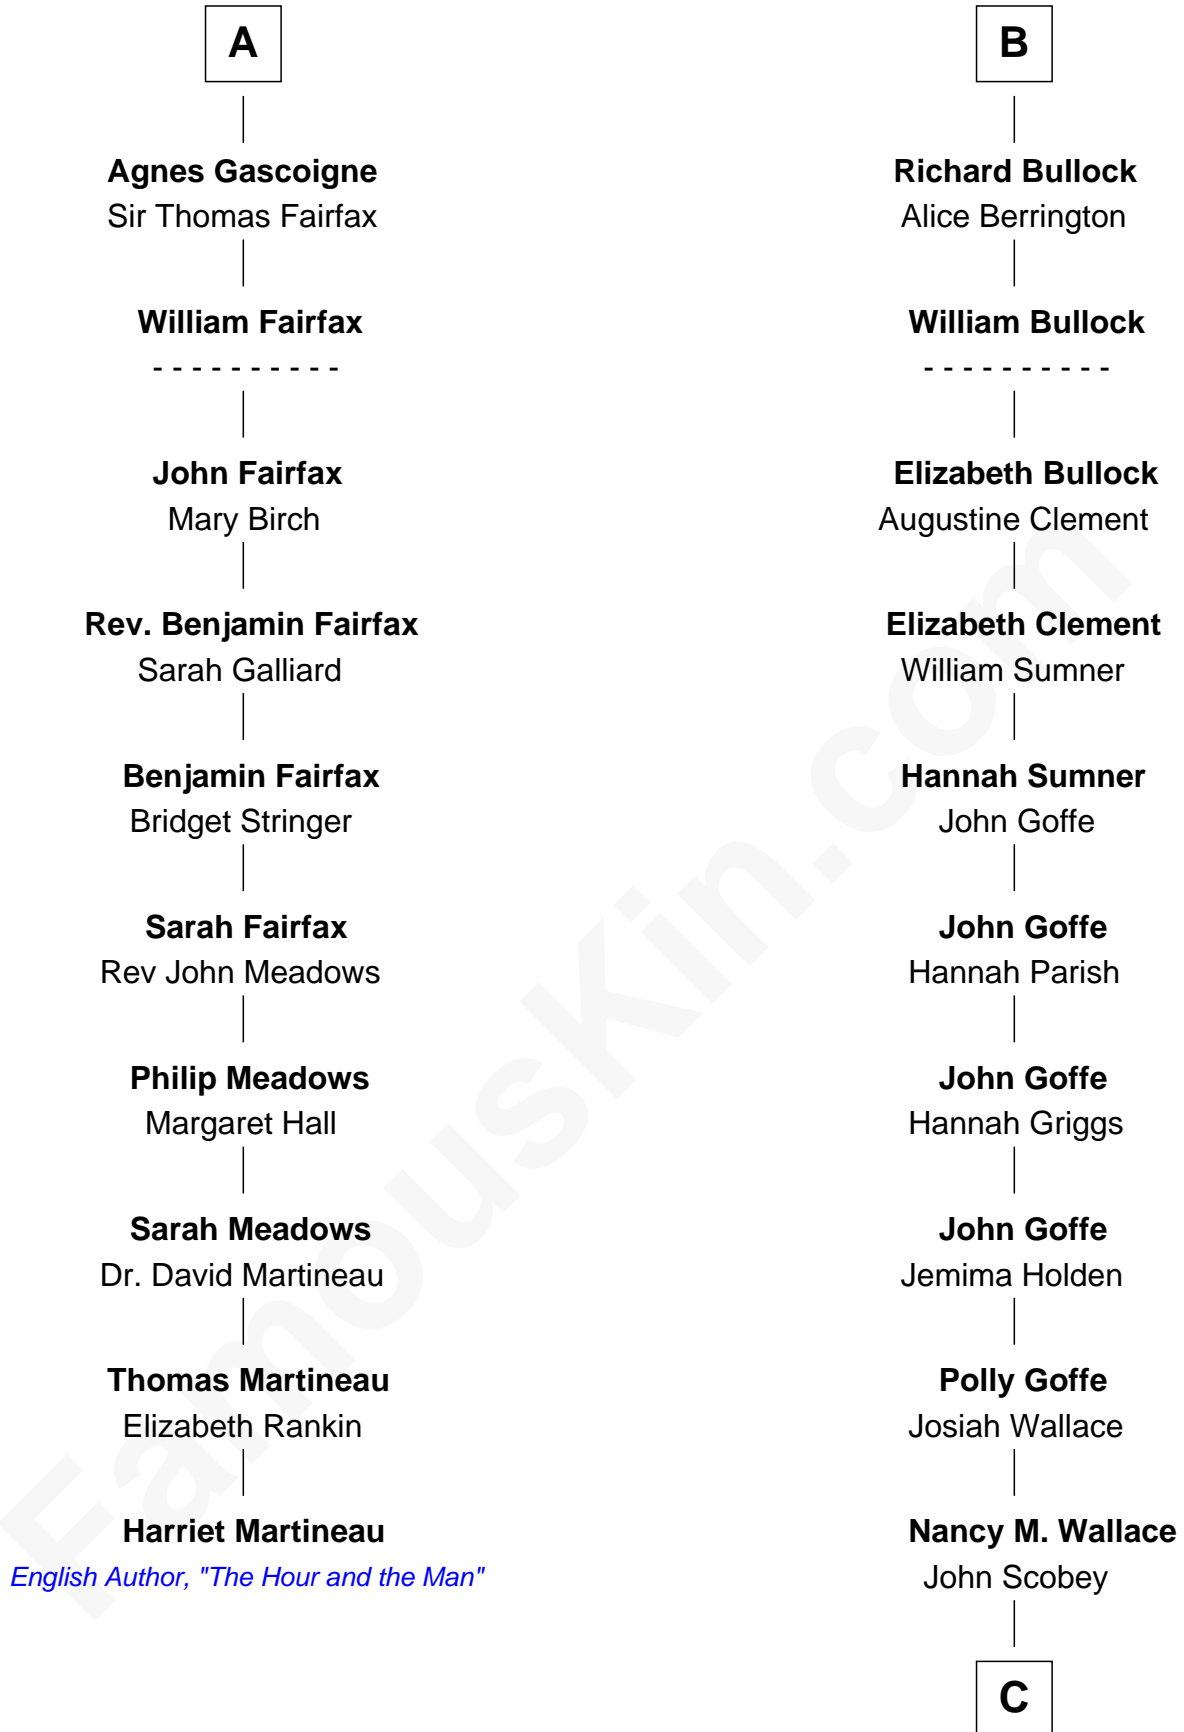 A
Agnes Gascoigne
Sir Thomas Fairfax
William Fairfax
- - - - - - - - - -
John Fairfax
Mary Birch
Rev. Benjamin Fairfax
Sarah Galliard
Benjamin Fairfax
Bridget Stringer
Sarah Fairfax
Rev John Meadows
Philip Meadows
Margaret Hall
Sarah Meadows
Dr. David Martineau
Thomas Martineau
Elizabeth Rankin
Harriet Martineau
English Author, "The Hour and the Man"
B
Richard Bullock
Alice Berrington
William Bullock
- - - - - - - - - -
Elizabeth Bullock
Augustine Clement
Elizabeth Clement
William Sumner
Hannah Sumner
John Goffe
John Goffe
Hannah Parish
John Goffe
Hannah Griggs
John Goffe
Jemima Holden
Polly Goffe
Josiah Wallace
Nancy M. Wallace
John Scobey
C
FamousKin.com